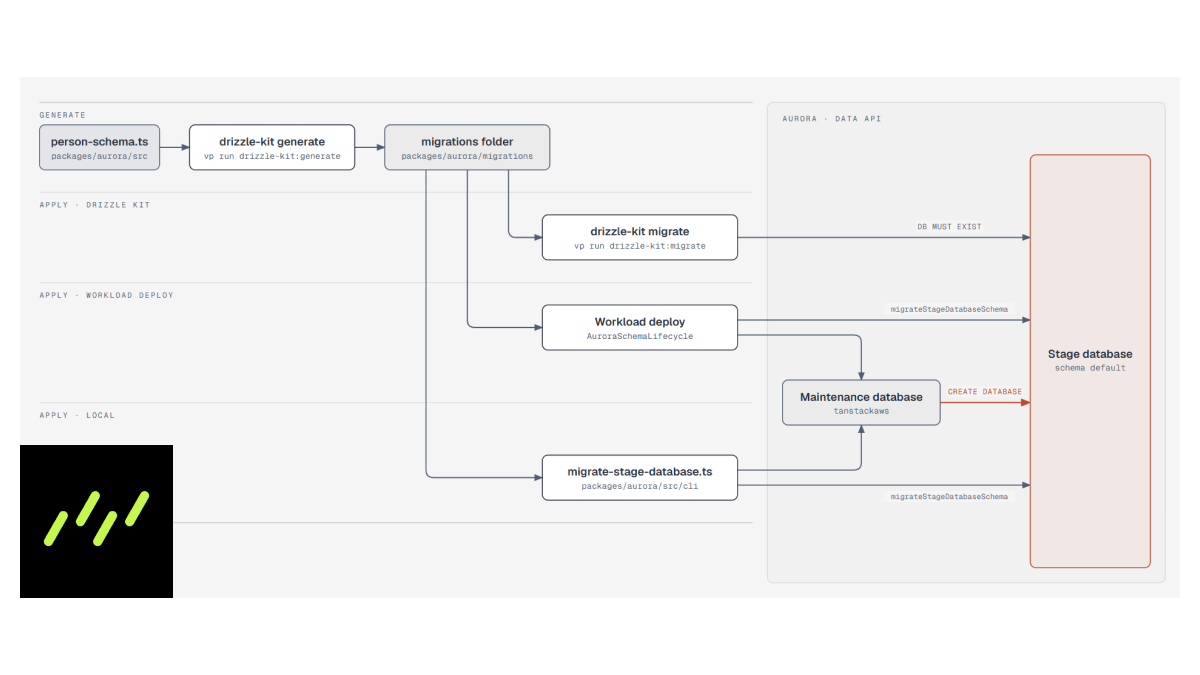 GENERATE
person-schema.ts
packages/aurora/src
drizzle-kit generate
vp run drizzle-kit:generate
migrations folder
packages/aurora/migrations
AURORA · DATA API
APPLY · DRIZZLE KIT
drizzle-kit migrate
vp run drizzle-kit:migrate
DB MUST EXIST
APPLY · WORKLOAD DEPLOY
Workload deploy
AuroraSchemaLifecycle
migrateStageDatabaseSchema
Stage database
schema default
Maintenance database
tanstackaws
CREATE DATABASE
APPLY · LOCAL
migrate-stage-database.ts
packages/aurora/src/cli
migrateStageDatabaseSchema